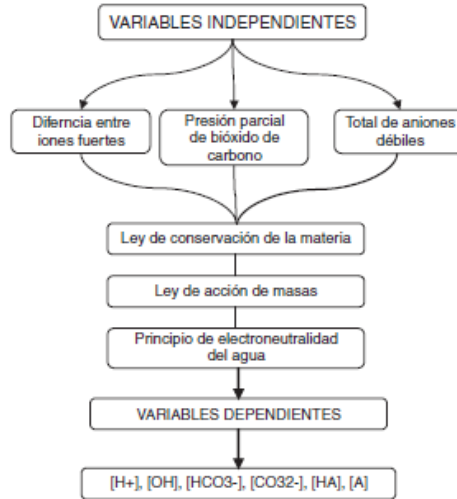 VARIABLES INDEPENDIENTES
Diferncia entre
iones fuertes
Presión parcial
de bióxido de
carbono
Total de aniones
débiles
Ley de conservación de la materia
Ley de acción de masas
Principio de electroneutralidad
del agua
VARIABLES DEPENDIENTES
[H+], [OH], [HCO3-], [CO32-], [HA], [A]